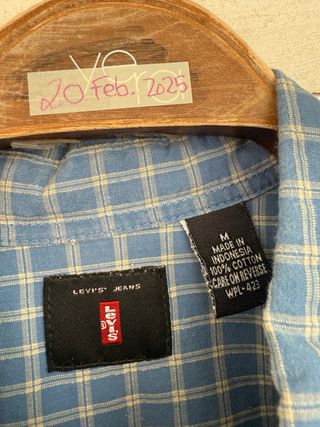 20 Feb. 2025
LEVI'S® JEANS
Levi's
M
MADE IN
INDONESIA
100% COTTON
CARE ON REVERSE
WPL-423